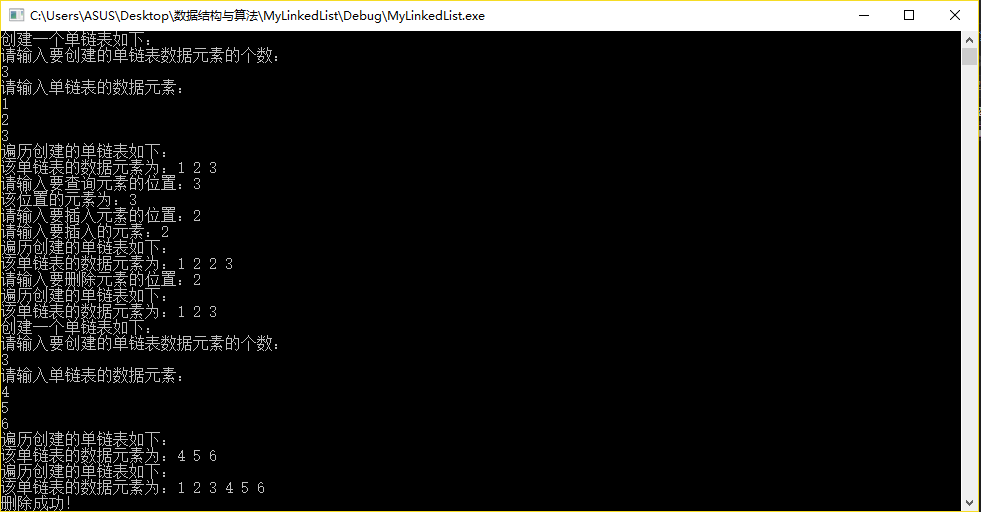 C:\Users\ASUS\Desktop\数据结构与算法\MyLinkedList\Debug\MyLinkedList.exe
创建一个单链表如下：
请输入要创建的单链表数据元素的个数：
3
请输入单链表的数据元素：
1
2
3
遍历创建的单链表如下：
该单链表的数据元素为：1 2 3
请输入要查询元素的位置：3
该位置的元素为：3
请输入要插入元素的位置：2
请输入要插入的元素：2
遍历创建的单链表如下：
该单链表的数据元素为：1 2 2 3
请输入要删除元素的位置：2
遍历创建的单链表如下：
该单链表的数据元素为：1 2 3
创建一个单链表如下：
请输入要创建的单链表数据元素的个数：
3
请输入单链表的数据元素：
4
5
6
遍历创建的单链表如下：
该单链表的数据元素为：4 5 6
遍历创建的单链表如下：
该单链表的数据元素为：1 2 3 4 5 6
删除成功！